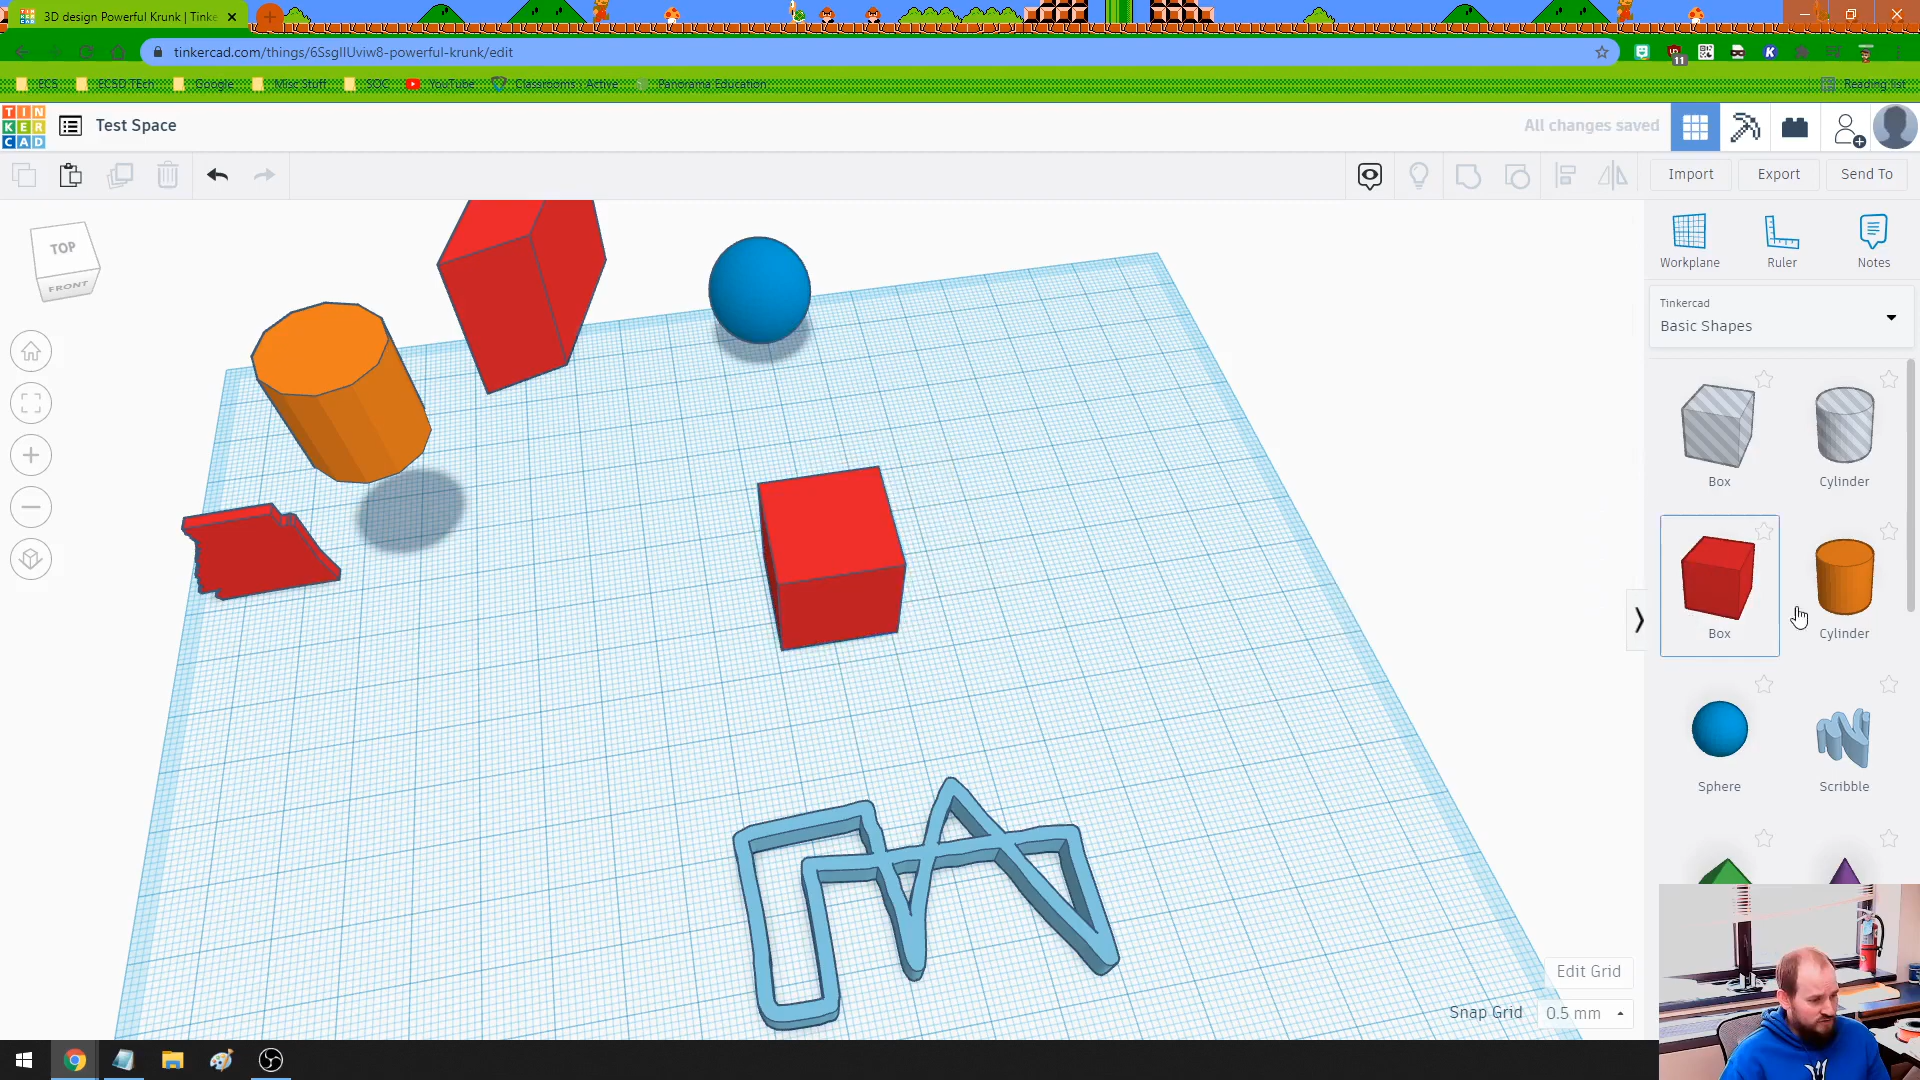 3D design Powerful Krunk | Tinke
tinkercad.com/things/6SsgIlUviw8-powerful-krunk/edit
11
ECS
ECSD TEch
Google
Misc Stuff
SOC
YouTube
Classrooms › Active
Panorama Education
Reading list
TIN
KER
CAD
Test Space
All changes saved
Import
Export
Send To
TOP
FRONT
Workplane
Ruler
Notes
Tinkercad
Basic Shapes
Box
Cylinder
Box
Cylinder
Sphere
Scribble
Edit Grid
Snap Grid
0.5 mm